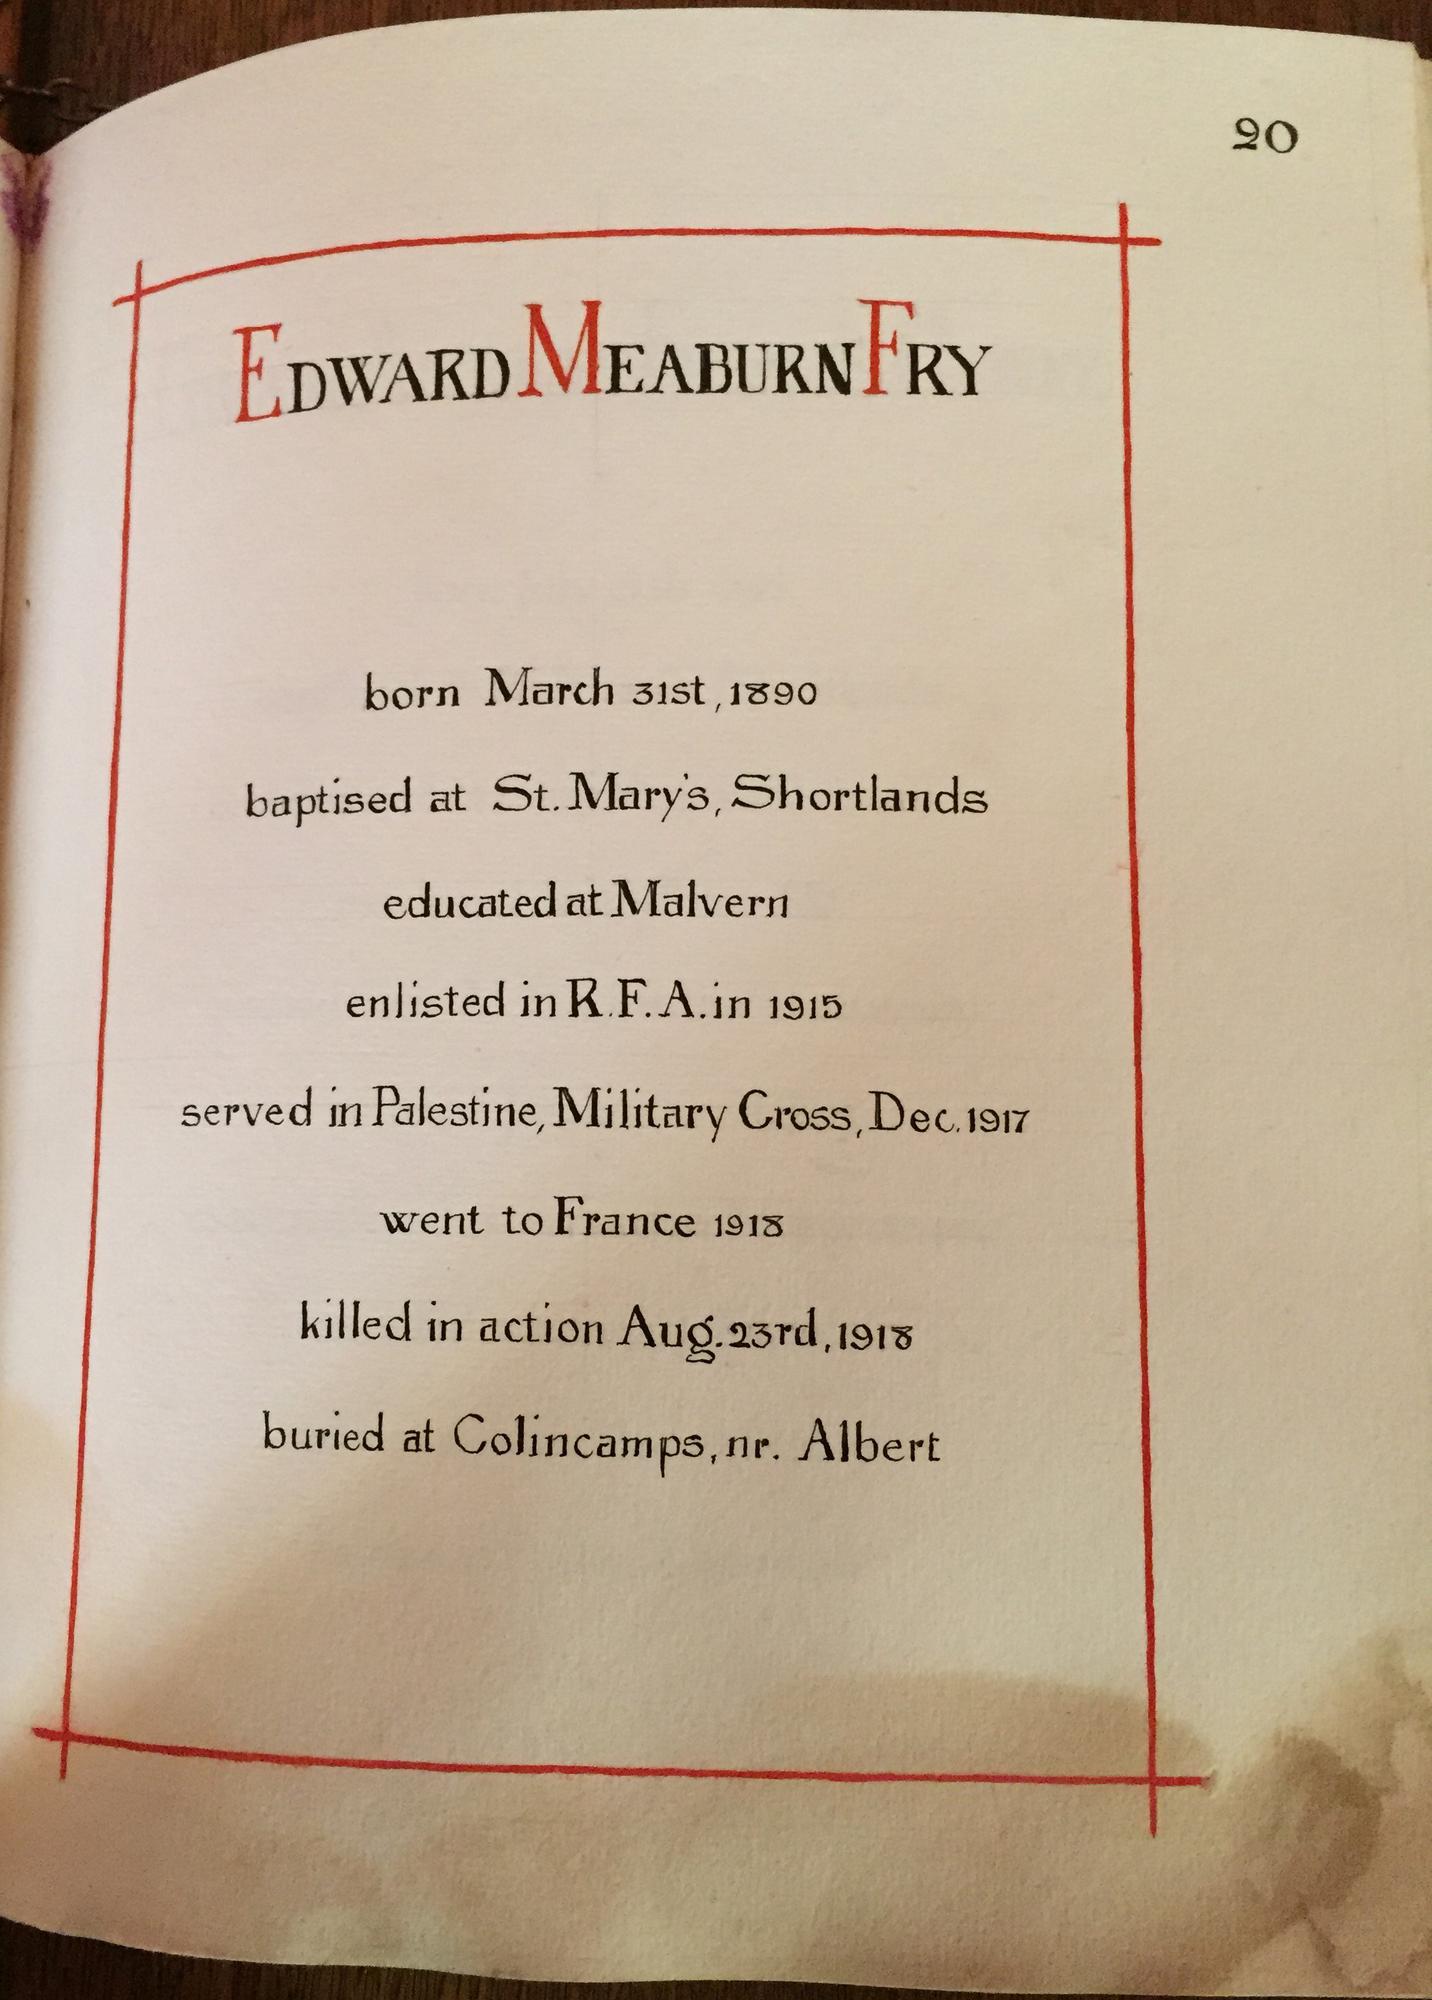 20
EDWARD MEABURN FRY
born March 31st, 1890
baptised at St. Mary's, Shortlands
educated at Malvern
enlisted in R.F.A. in 1915
served in Palestine, Military Cross, Dec. 1917
went to France 1918
killed in action Aug. 23rd, 1918
buried at Colincamps, nr. Albert